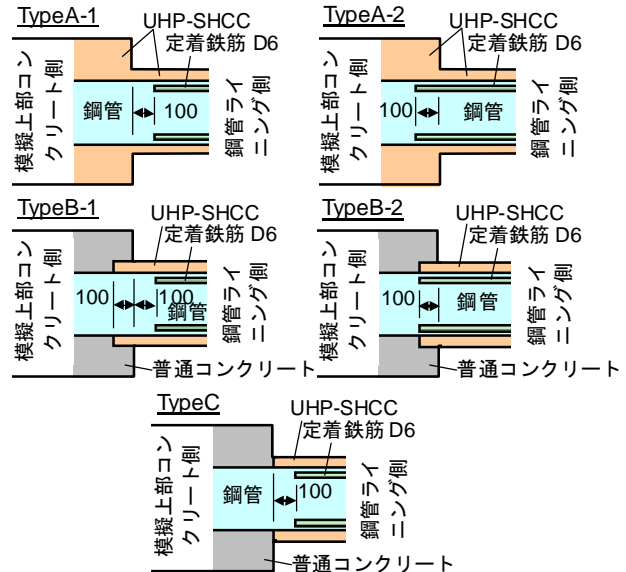 TypeA-1
UHP-SHCC
定着鉄筋 D6
模擬上部コン
クリート側
鋼管
100
鋼管ライ
ニング側
TypeA-2
UHP-SHCC
定着鉄筋 D6
模擬上部コン
クリート側
100
鋼管
鋼管ライ
ニング側
TypeB-1
UHP-SHCC
定着鉄筋 D6
模擬上部コン
クリート側
100
100
鋼管
鋼管ライ
ニング側
普通コンクリート
TypeB-2
UHP-SHCC
定着鉄筋 D6
模擬上部コン
クリート側
100
鋼管
鋼管ライ
ニング側
普通コンクリート
TypeC
UHP-SHCC
定着鉄筋 D6
模擬上部コン
クリート側
鋼管
100
鋼管ライ
ニング側
普通コンクリート